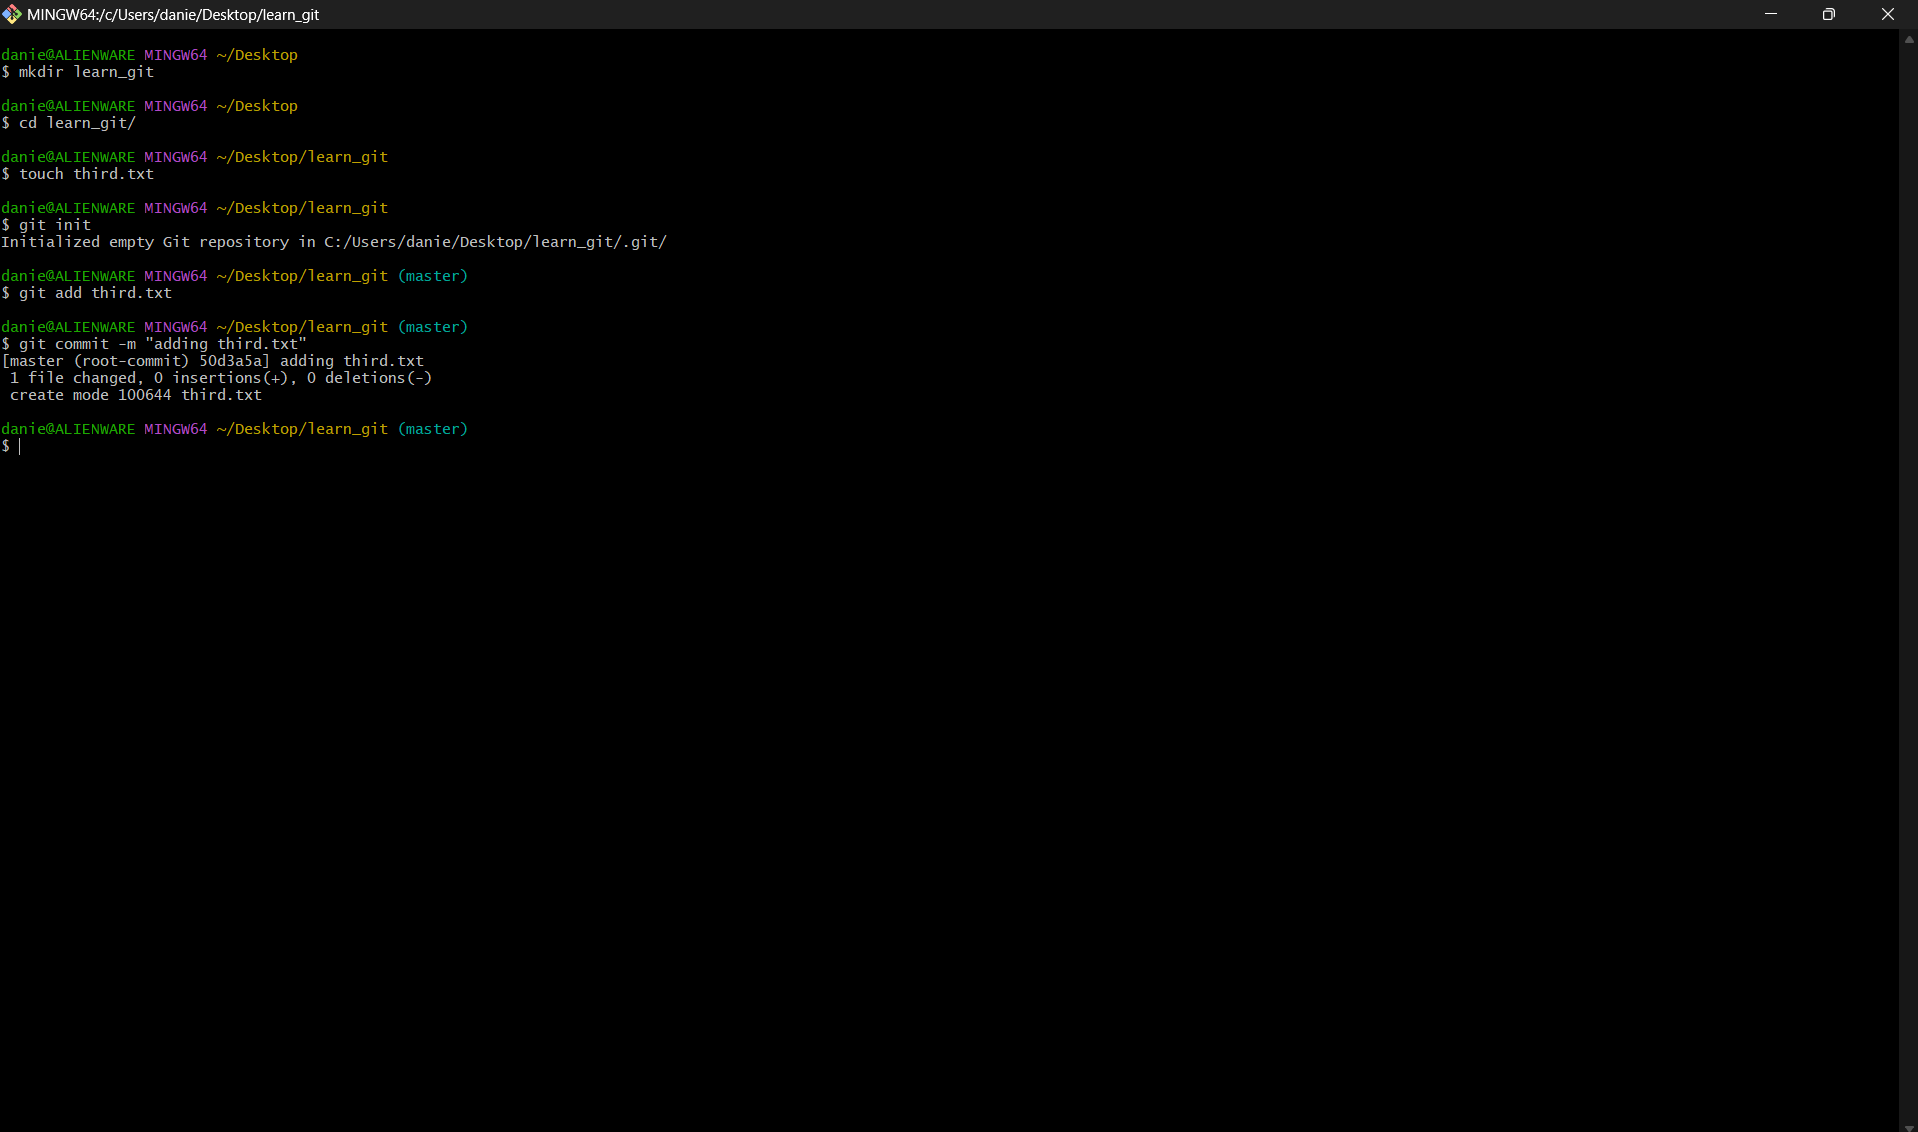 MINGW64:/c/Users/danie/Desktop/learn_git
danie@ALIENWARE MINGW64 ~/Desktop
$ mkdir learn_git
danie@ALIENWARE MINGW64 ~/Desktop
$ cd learn_git/
danie@ALIENWARE MINGW64 ~/Desktop/learn_git
$ touch third.txt
danie@ALIENWARE MINGW64 ~/Desktop/learn_git
$ git init
Initialized empty Git repository in C:/Users/danie/Desktop/learn_git/.git/
danie@ALIENWARE MINGW64 ~/Desktop/learn_git (master)
$ git add third.txt
danie@ALIENWARE MINGW64 ~/Desktop/learn_git (master)
$ git commit -m "adding third.txt"
[master (root-commit) 50d3a5a] adding third.txt
 1 file changed, 0 insertions(+), 0 deletions(-)
 create mode 100644 third.txt
danie@ALIENWARE MINGW64 ~/Desktop/learn_git (master)
$